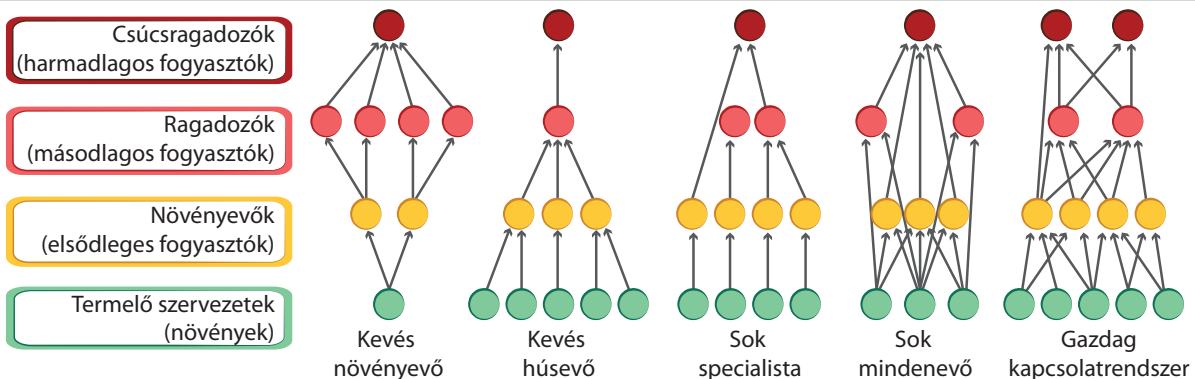 Csúcsragadozók
(harmadlagos fogyasztók)
Ragadozók
(másodlagos fogyasztók)
Növényevők
(elsődleges fogyasztók)
Termelő szervezetek
(növények)
Kevés
növényevő
Kevés
húsevő
Sok
specialista
Sok
mindenevő
Gazdag
kapcsolatrendszer